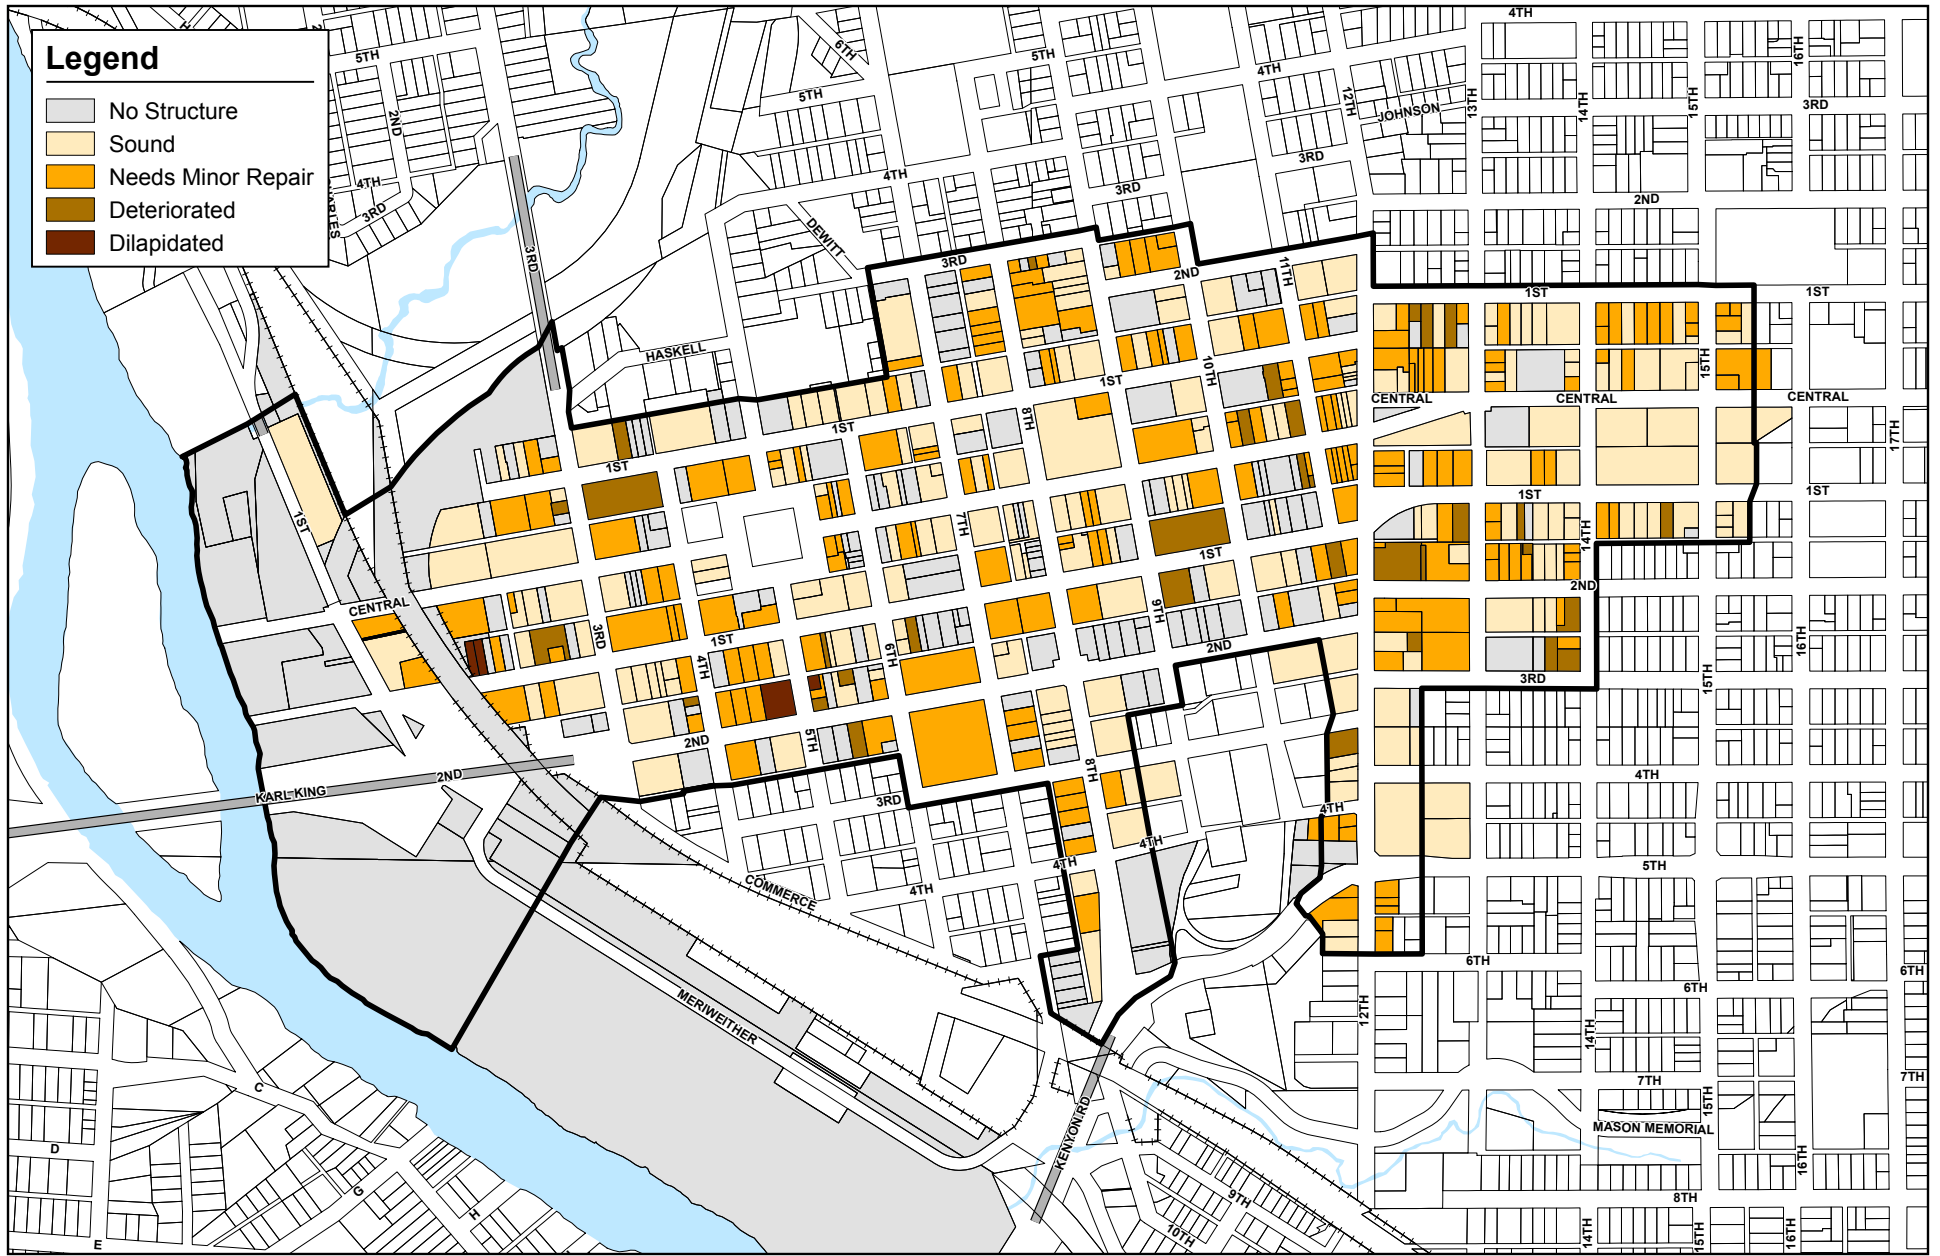 Legend
No Structure
Sound
Needs Minor Repair
Deteriorated
Dilapidated
H
5TH
2ND
4TH
3RD
3RD
6TH
5TH
5TH
4TH
4TH
12TH
JOHNSON
13TH
4TH
14TH
15TH
16TH
3RD
3RD
3RD
2ND
DEWITT
3RD
2ND
11TH
1ST
1ST
HASKELL
1ST
10TH
15TH
CENTRAL
CENTRAL
CENTRAL
8TH
1ST
17TH
1ST
1ST
1ST
1ST
7TH
1ST
14TH
2ND
CENTRAL
3RD
9TH
1ST
4TH
6TH
2ND
16TH
15TH
3RD
2ND
5TH
8TH
2ND
KARL KING
3RD
4TH
4TH
4TH
4TH
4TH
5TH
COMMERCE
6TH
6TH
6TH
MERIWEITHER
12TH
14TH
7TH
7TH
15TH
MASON MEMORIAL
KENYON RD
16TH
C
D
G
H
E
9TH
10TH
8TH
14TH
15TH
16TH